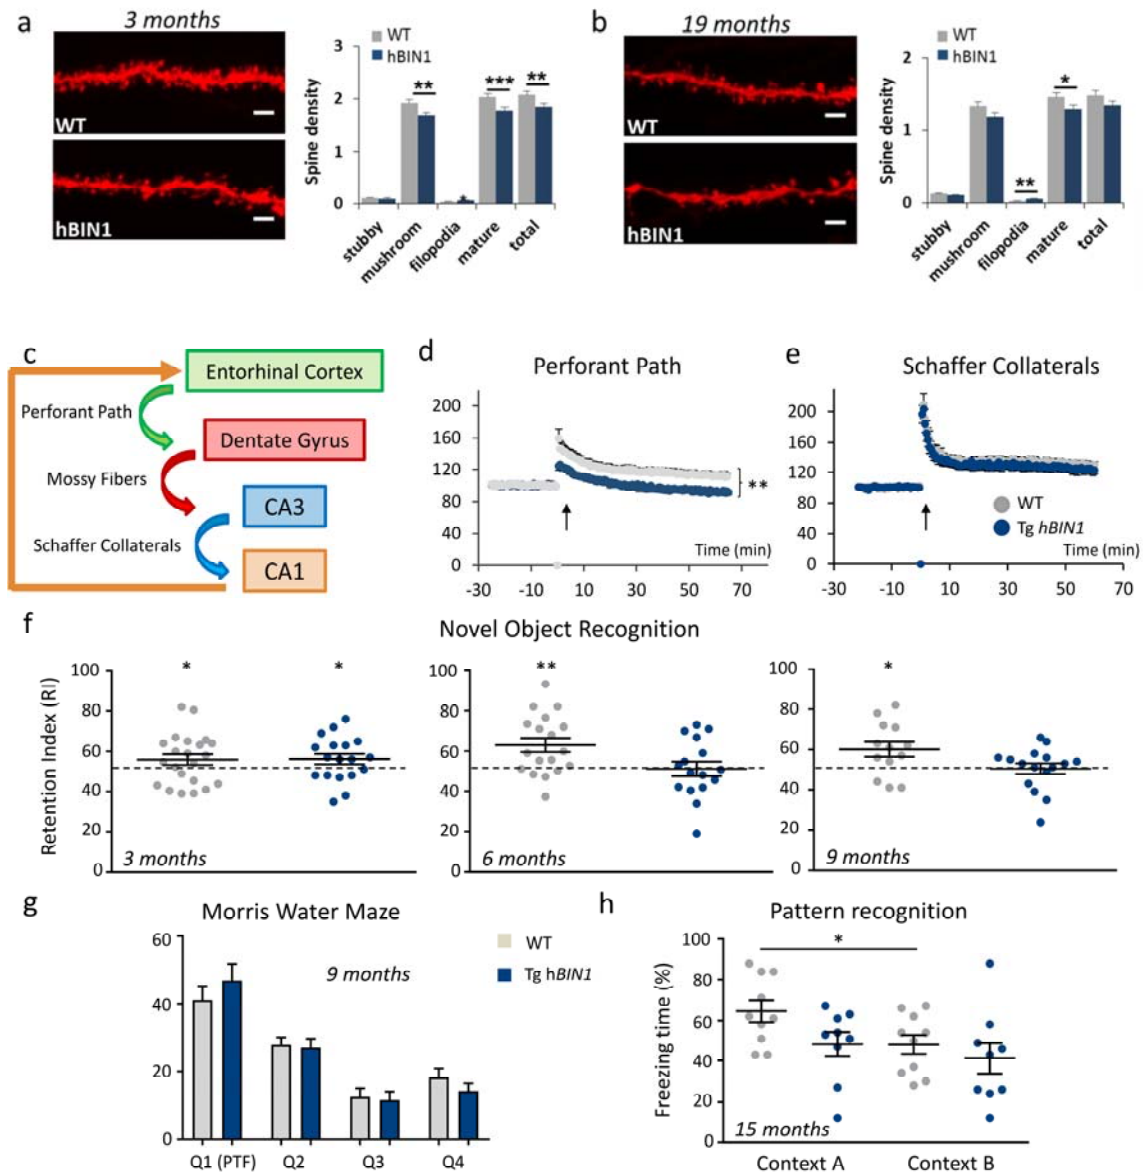 a
3 months
WT
hBIN1
WT
hBIN1
Spine density
3
2
1
0
**
***
**
*
stubby
mushroom
filopodia
mature
total
b
19 months
WT
hBIN1
WT
hBIN1
Spine density
2
1
0
**
*
stubby
mushroom
filopodia
mature
total
c
Entorhinal Cortex
Perforant Path
Dentate Gyrus
Mossy Fibers
CA3
Schaffer Collaterals
CA1
d
Perforant Path
200
160
120
80
40
0
**
Time (min)
-30 -10 10 30 50 70
e
Schaffer Collaterals
200
160
120
80
40
0
WT
Tg hBIN1
Time (min)
-30 -10 10 30 50 70
f
Novel Object Recognition
Retention Index (RI)
100
80
60
40
20
0
* *
3 months
100
80
60
40
20
0
**
6 months
100
80
60
40
20
0
*
9 months
g
Morris Water Maze
60
40
20
0
9 months
WT
Tg hBIN1
Q1 (PTF) Q2 Q3 Q4
h
Pattern recognition
Freezing time (%)
100
80
60
40
20
0
*
15 months
Context A Context B